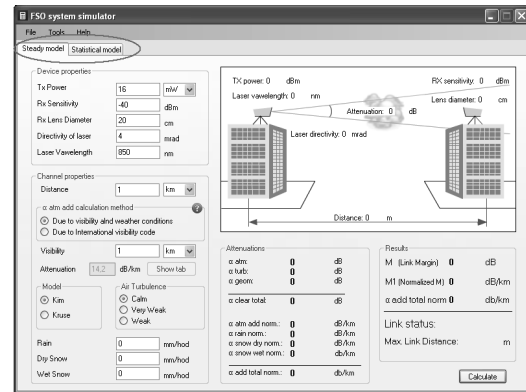 FSO system simulator
File Tools Help
Steady model Statistical model
Device properties
Tx Power 16 mW
Rx Sensitivity -40 dBm
Rx Lens Diameter 20 cm
Directivity of laser 4 mrad
Laser Vawelength 850 nm
Channel properties
Distance 1 km
α atm add calculation method ?
Due to visibility alnd weather conditions
Due to International visibility code
Visibility 1 km
Attenuation 14,2 dB/km Show tab
Model
Kim
Kruse
Air Turbulence
Calm
Very Weak
Weak
Rain 0 mm/hod
Dry Snow 0 mm/hod
Wet Snow 0 mm/hod
Tx power: 0 dBm
Laser vawelength: 0 nm
RX sensitivity: 0 dBm
Lens diameter: 0 cm
Attenuation: 0 dB
Laser directivity: 0 mrad
Distance: 0 m
Attenuations
α atm: 0 dB
α turb: 0 dB
α geom: 0 dB
α clear total: 0 dB
α atm add norm.: 0 dB/km
α rain norm.: 0 dB/km
α snow dry norm.: 0 dB/km
α snow wet norm.: 0 dB/km
α add total norm.: 0 dB/km
Results
M (Link Margin) 0 dB
M1 (Normalized M) 0 dB/km
α add total norm 0 db/km
Link status:
Max. Link Distance: m
Calculate